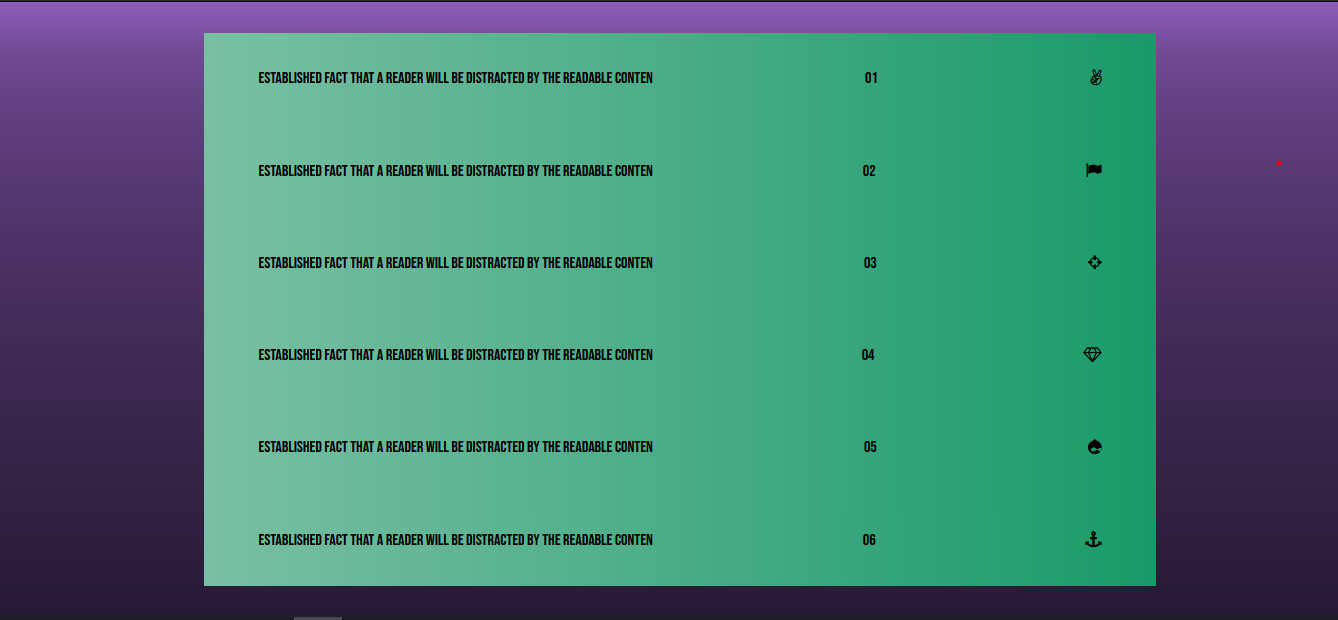 ESTABLISHED FACT THAT A READER WILL BE DISTRACTED BY THE READABLE CONTEN 01
ESTABLISHED FACT THAT A READER WILL BE DISTRACTED BY THE READABLE CONTEN 02
ESTABLISHED FACT THAT A READER WILL BE DISTRACTED BY THE READABLE CONTEN 03
ESTABLISHED FACT THAT A READER WILL BE DISTRACTED BY THE READABLE CONTEN 04
ESTABLISHED FACT THAT A READER WILL BE DISTRACTED BY THE READABLE CONTEN 05
ESTABLISHED FACT THAT A READER WILL BE DISTRACTED BY THE READABLE CONTEN 06